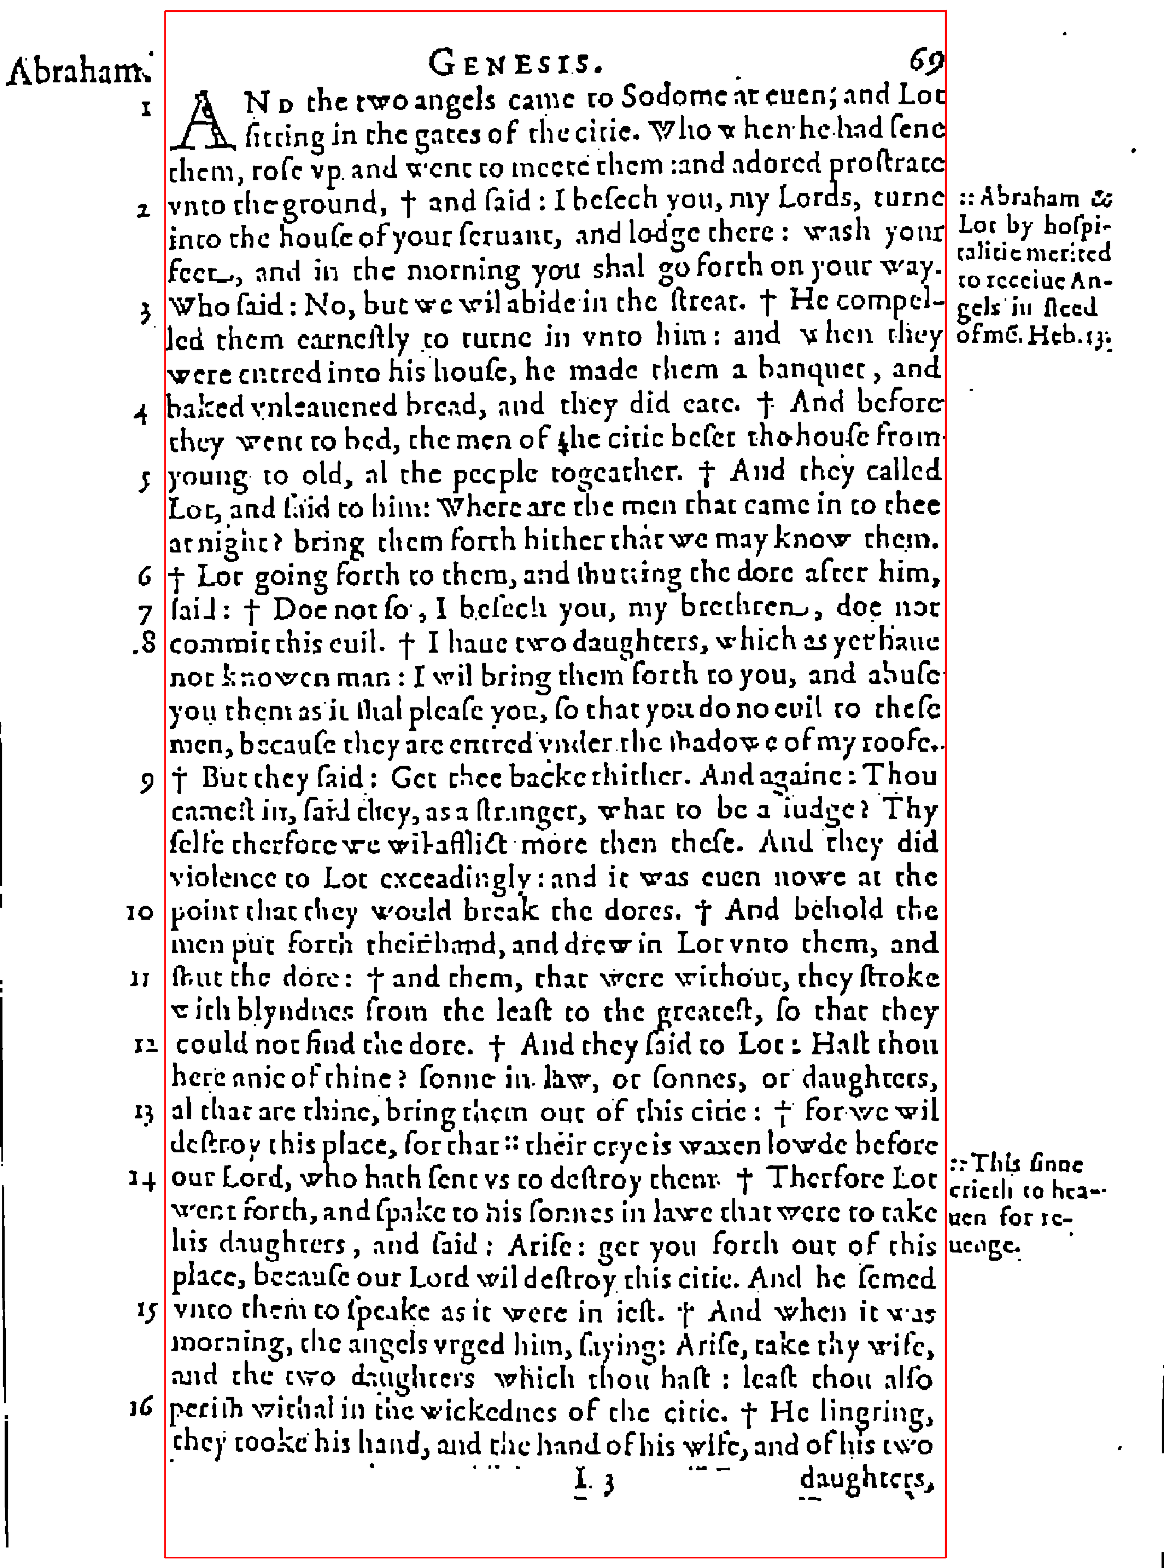 Abraham.
GENESIS. 69
1 AND the two angels came to Sodome at euen; and Lot
sitting in the gates of the citie. Who when he had sene
them, rose vp and went to meete them: and adored prostrate
2 vnto the ground, † and said: I besech you, my Lords, turne
into the house of your seruant, and lodge there: wash your
feet, and in the morning you shal go forth on your way.
3 Who said: No, but we wil abide in the streat. † He compel-
led them earnestly to turne in vnto him: and when they
were entred into his house, he made them a banquet, and
4 baked vnleauened bread, and they did eate. † And before
they went to bed, the men of the citie beset the house from
5 young to old, al the people togeather. † And they called
Lot, and said to him: Where are the men that came in to thee
at night? bring them forth hither that we may know them.
6 † Lot going forth to them, and shutting the dore after him,
7 said: † Doe not so, I besech you, my brethren, doe not
8 commit this euil. † I haue two daughters, which as yet haue
not knowen man: I wil bring them forth to you, and abuse
you them as it shal please you, so that you do no euil to these
men, because they are entred vnder the shadowe of my roofe.
9 † But they said: Get thee backe thither. And againe: Thou
camest in, said they, as a stranger, what to be a iudge? Thy
selfe therfore we wil afflict more then these. And they did
violence to Lot exceadingly: and it was euen nowe at the
10 point that they would break the dores. † And behold the
men put forth their hand, and drew in Lot vnto them, and
11 shut the dore: † and them, that were without, they stroke
with blyndnes from the least to the greatest, so that they
12 could not find the dore. † And they said to Lot: Hast thou
here anie of thine? sonne in law, or sonnes, or daughters,
13 al that are thine, bring them out of this citie: † for we wil
destroy this place, for that :: their crye is waxen lowde before
14 our Lord, who hath sent vs to destroy them. † Therfore Lot
went forth, and spake to his sonnes in lawe that were to take
his daughters, and said: Arise: get you forth out of this
place, because our Lord wil destroy this citie. And he semed
15 vnto them to speake as it were in iest. † And when it was
morning, the angels vrged him, saying: Arise, take thy wife,
and the two daughters which thou hast: least thou also
16 perish withal in the wickednes of the citie. † He lingring,
they tooke his hand, and the hand of his wife, and of his two
I. 3 daughters,
:: Abraham &
Lot by hospi-
talitie merited
to receiue An-
gels in steed
of mē. Heb. 13.
:: This sinne
crieth to hea-
uen for re-
uenge.